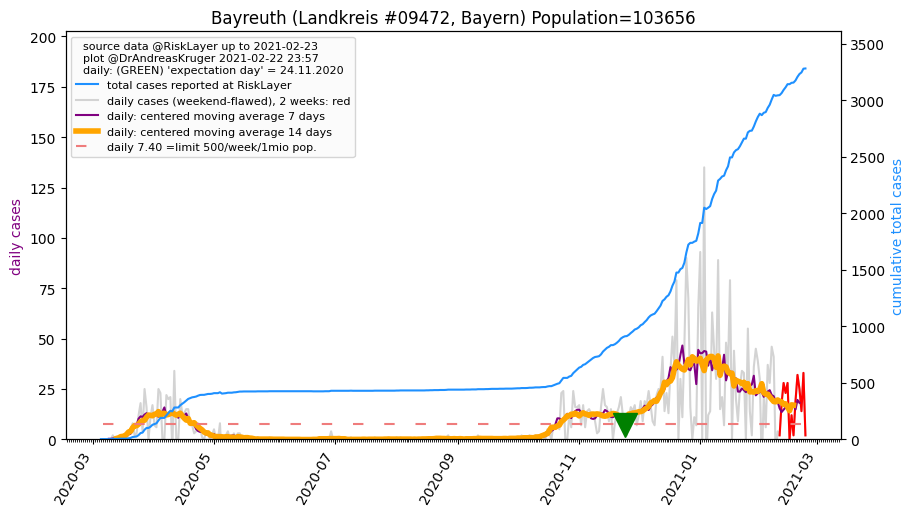 Bayreuth (Landkreis #09472, Bayern) Population=103656
source data @RiskLayer up to 2021-02-23
plot @DrAndreasKruger 2021-02-22 23:57
daily: (GREEN) 'expectation day' = 24.11.2020
total cases reported at RiskLayer
daily cases (weekend-flawed), 2 weeks: red
daily: centered moving average 7 days
daily: centered moving average 14 days
daily 7.40 =limit 500/week/1mio pop.
daily cases
200
175
150
125
100
75
50
25
0
cumulative total cases
3500
3000
2500
2000
1500
1000
500
0
2020-03
2020-05
2020-07
2020-09
2020-11
2021-01
2021-03